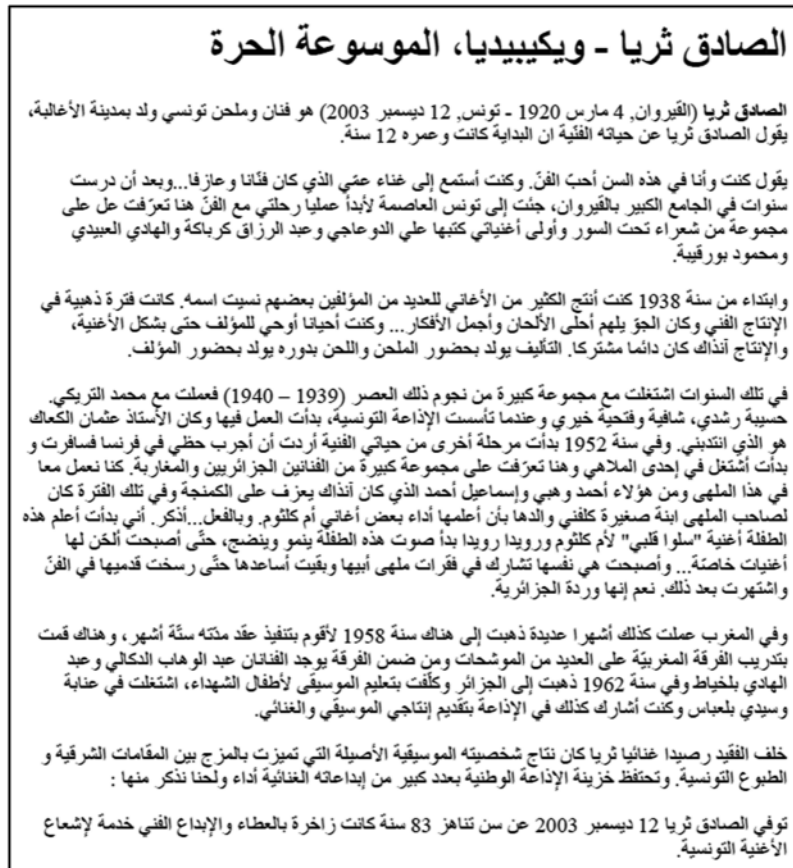 الصادق ثريا - ويكيبيديا، الموسوعة الحرة
الصادق ثريا (القيروان, 4 مارس 1920 - تونس, 12 ديسمبر 2003) هو فنان وملحن تونسي ولد بمدينة الأغالبة،
يقول الصادق ثريا عن حياته الفنّية ان البداية كانت وعمره 12 سنة.
يقول كنت وأنا في هذه السن أحبّ الفنّ. وكنت أستمع إلى غناء عمّي الذي كان فنّانا وعازفا...وبعد أن درست
سنوات في الجامع الكبير بالقيروان، جئت إلى تونس العاصمة لأبدأ عمليا رحلتي مع الفنّ هنا تعرّفت عل على
مجموعة من شعراء تحت السور وأولى أغنياتي كتبها علي الدوعاجي وعبد الرزاق كرباكة والهادي العبيدي
ومحمود بورقيبة.
وابتداء من سنة 1938 كنت أنتج الكثير من الأغاني للعديد من المؤلفين بعضهم نسيت اسمه. كانت فترة ذهبية في
الإنتاج الفني وكان الجوّ يلهم أحلى الألحان وأجمل الأفكار... وكنت أحيانا أوحي للمؤلف حتى بشكل الأغنية،
والإنتاج آنذاك كان دائما مشتركا. التأليف يولد بحضور الملحن واللحن بدوره يولد بحضور المؤلف.
في تلك السنوات اشتغلت مع مجموعة كبيرة من نجوم ذلك العصر (1939 – 1940) فعملت مع محمد التريكي.
حسيبة رشدي، شافية وفتحية خيري وعندما تأسست الإذاعة التونسية، بدأت العمل فيها وكان الأستاذ عثمان الكعاك
هو الذي انتدبني. وفي سنة 1952 بدأت مرحلة أخرى من حياتي الفنية أردت أن أجرب حظي في فرنسا فسافرت و
بدأت أشتغل في إحدى الملاهي وهنا تعرّفت على مجموعة كبيرة من الفنانين الجزائريين والمغاربة. كنا نعمل معا
في هذا الملهى ومن هؤلاء أحمد وهبي وإسماعيل أحمد الذي كان آنذاك يعزف على الكمنجة وفي تلك الفترة كان
لصاحب الملهى ابنة صغيرة كلفني والدها بأن أعلمها أداء بعض أغاني أم كلثوم. وبالفعل...أذكر. أني بدأت أعلم هذه
الطفلة أغنية "سلوا قلبي" لأم كلثوم ورويدا رويدا بدأ صوت هذه الطفلة ينمو وينضج، حتّى أصبحت ألحّن لها
أغنيات خاصّة... وأصبحت هي نفسها تشارك في فقرات ملهى أبيها وبقيت أساعدها حتّى رسخت قدميها في الفنّ
واشتهرت بعد ذلك. نعم إنها وردة الجزائرية.
وفي المغرب عملت كذلك أشهرا عديدة ذهبت إلى هناك سنة 1958 لأقوم بتنفيذ عقد مدّته ستّة أشهر، وهناك قمت
بتدريب الفرقة المغربيّة على العديد من الموشحات ومن ضمن الفرقة يوجد الفنانان عبد الوهاب الدكالي وعبد
الهادي بلخياط وفي سنة 1962 ذهبت إلى الجزائر وكلّفت بتعليم الموسيقى لأطفال الشهداء، اشتغلت في عنابة
وسيدي بلعباس وكنت أشارك كذلك في الإذاعة بتقديم إنتاجي الموسيقي والغنائي.
خلف الفقيد رصيدا غنائيا ثريا كان نتاج شخصيته الموسيقية الأصيلة التي تميزت بالمزج بين المقامات الشرقية و
الطبوع التونسية. وتحتفظ خزينة الإذاعة الوطنية بعدد كبير من إبداعاته الغنائية أداء ولحنا نذكر منها :
توفي الصادق ثريا 12 ديسمبر 2003 عن سن تناهز 83 سنة كانت زاخرة بالعطاء والإبداع الفني خدمة لإشعاع
الأغنية التونسية.